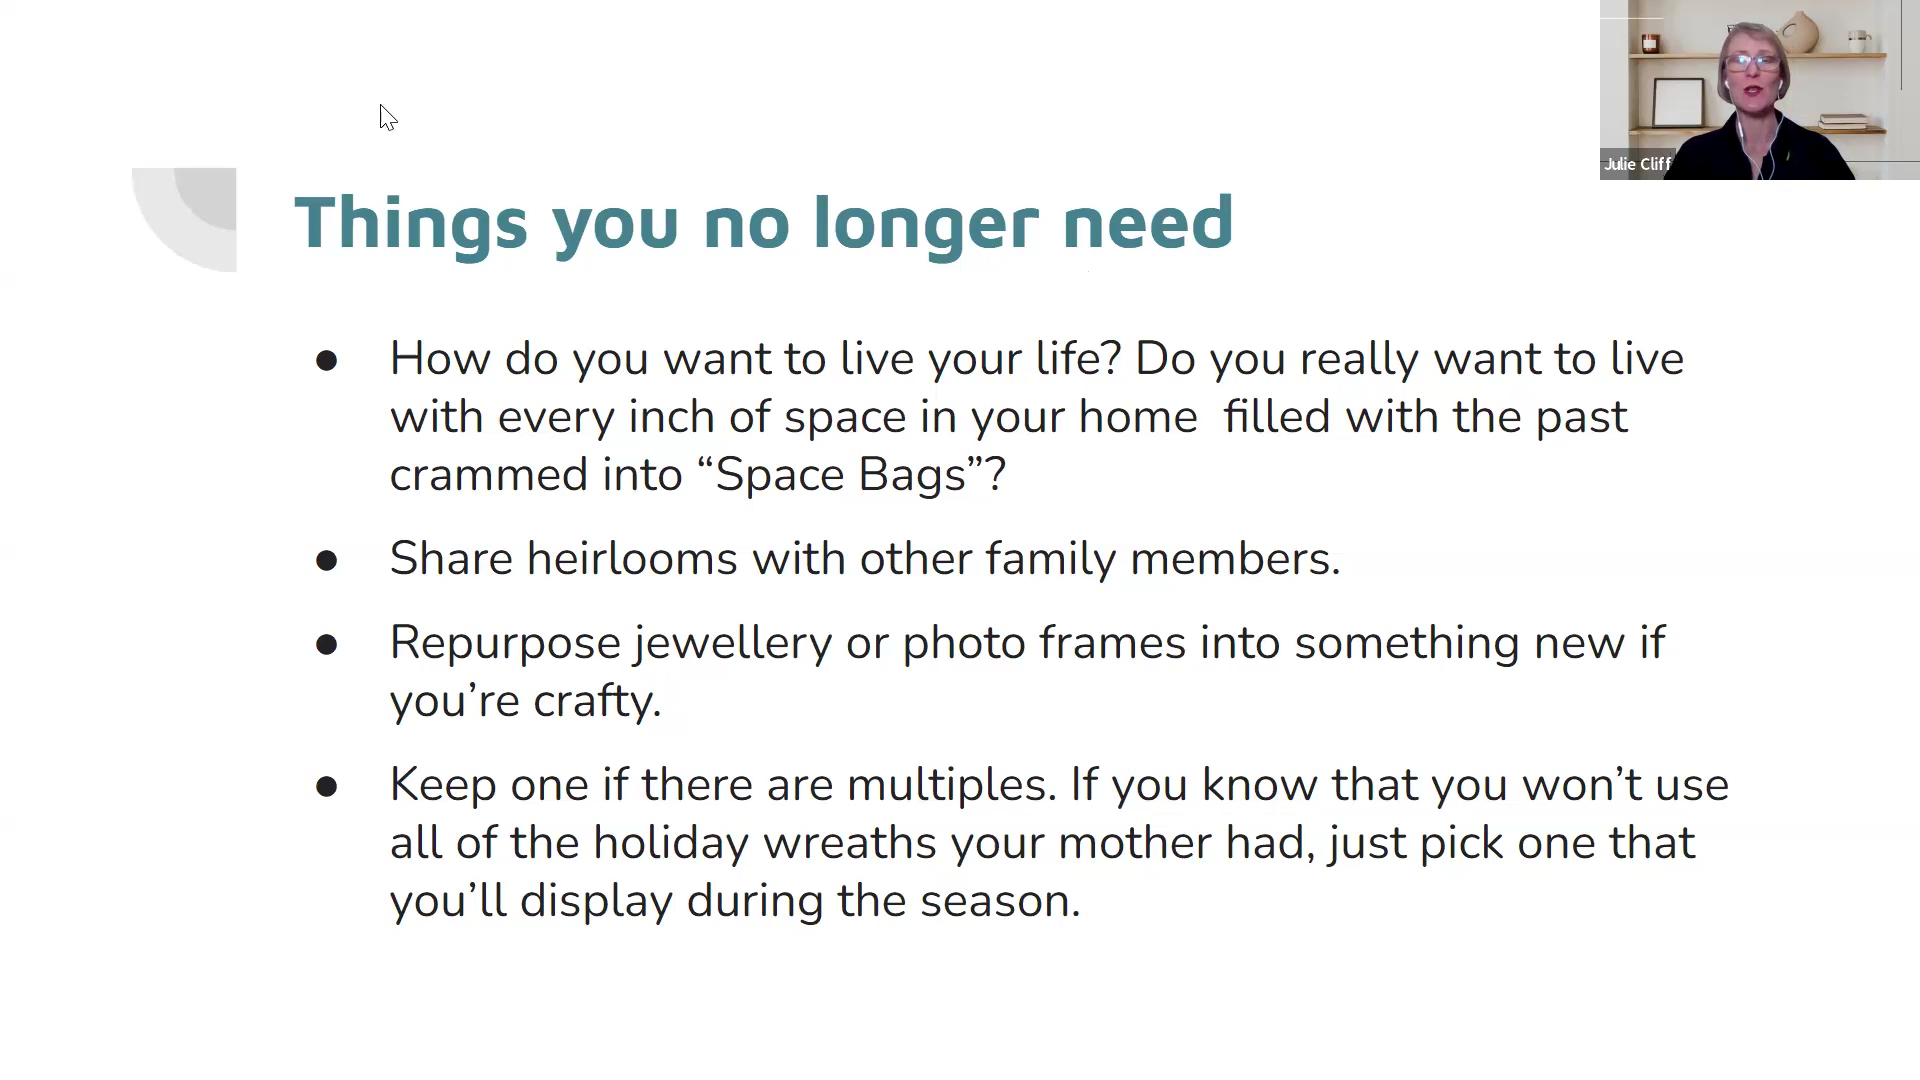 Julie Cliff
Things you no longer need
● How do you want to live your life? Do you really want to live
with every inch of space in your home  filled with the past
crammed into “Space Bags”?
● Share heirlooms with other family members.
● Repurpose jewellery or photo frames into something new if
you’re crafty.
● Keep one if there are multiples. If you know that you won’t use
all of the holiday wreaths your mother had, just pick one that
you’ll display during the season.